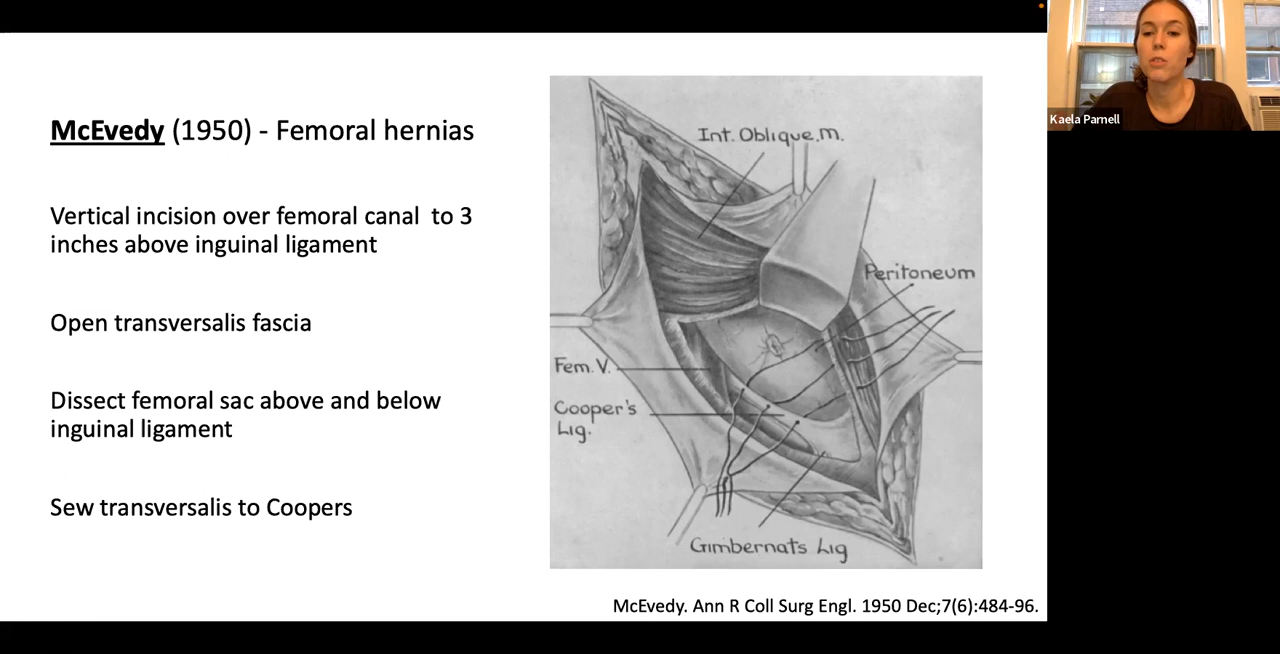 McEvedy (1950) - Femoral hernias
Vertical incision over femoral canal to 3
inches above inguinal ligament
Open transversalis fascia
Dissect femoral sac above and below
inguinal ligament
Sew transversalis to Coopers
Int. Oblique.m.
Peritoneum
Fem. V.
Cooper's
Lig.
Gimbernat's Lig
McEvedy. Ann R Coll Surg Engl. 1950 Dec;7(6):484-96.
Kaela Parnell